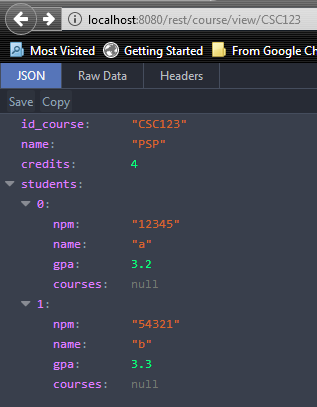 localhost:8080/rest/course/view/CSC123
Most Visited Getting Started From Google Ch
JSON Raw Data Headers
Save Copy
id_course: "CSC123"
name: "PSP"
credits: 4
students:
0:
npm: "12345"
name: "a"
gpa: 3.2
courses: null
1:
npm: "54321"
name: "b"
gpa: 3.3
courses: null